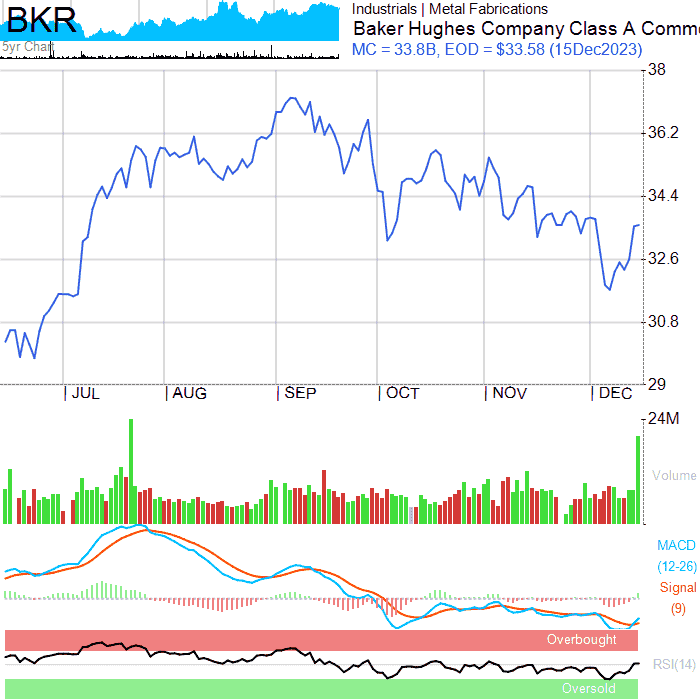 BKR
5yr Chart
Industrials | Metal Fabrications
Baker Hughes Company Class A Comm
MC = 33.8B, EOD = $33.58 (15Dec2023)
38
36.2
34.4
32.6
30.8
29
JUL AUG SEP OCT NOV DEC
24M
Volume
MACD
(12-26)
Signal
(9)
Overbought
RSI(14)
Oversold